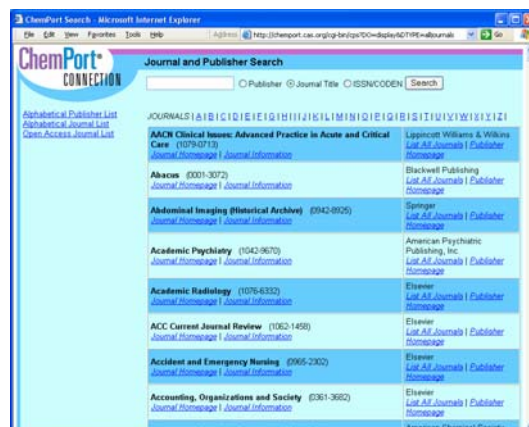 ChemPort Search - Microsoft Internet Explorer
File Edit View Favorites Tools Help Address http://chemport.cas.org/cgi-bin/cps?DO=display&DTYPE=alljournals Go
ChemPort®
CONNECTION
Journal and Publisher Search
Publisher Journal Title ISSN/CODEN Search
Alphabetical Publisher List
Alphabetical Journal List
Open Access Journal List
JOURNALS | A | B | C | D | E | F | G | H | I | J | K | L | M | N | O | P | Q | R | S | T | U | V | W | X | Y | Z |
AACN Clinical Issues: Advanced Practice in Acute and Critical
Care (1079-0713)
Journal Homepage | Journal Information
Lippincott Williams & Wilkins
List All Journals | Publisher
Homepage
Abacus (0001-3072)
Journal Homepage | Journal Information
Blackwell Publishing
List All Journals | Publisher
Homepage
Abdominal Imaging (Historical Archive) (0942-8925)
Journal Homepage | Journal Information
Springer
List All Journals | Publisher
Homepage
Academic Psychiatry (1042-9670)
Journal Homepage | Journal Information
American Psychiatric
Publishing, Inc.
List All Journals | Publisher
Homepage
Academic Radiology (1076-6332)
Journal Homepage | Journal Information
Elsevier
List All Journals | Publisher
Homepage
ACC Current Journal Review (1062-1458)
Journal Homepage | Journal Information
Elsevier
List All Journals | Publisher
Homepage
Accident and Emergency Nursing (0965-2302)
Journal Homepage | Journal Information
Elsevier
List All Journals | Publisher
Homepage
Accounting, Organizations and Society (0361-3682)
Journal Homepage | Journal Information
Elsevier
List All Journals | Publisher
Homepage
American Chemical Society